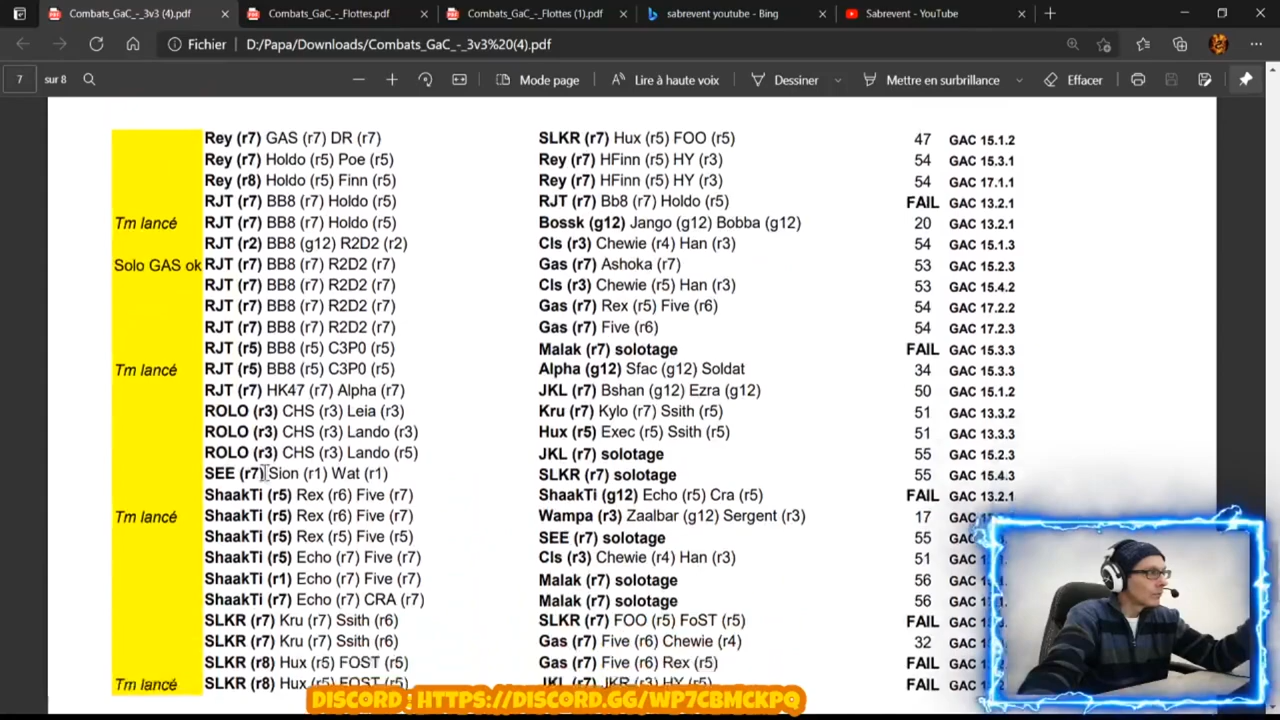 Combats_GaC_-_3v3 (4).pdf
Combats_GaC_-_Flottes.pdf
Combats_GaC_-_Flottes (1).pdf
sabrevent youtube - Bing
Sabrevent - YouTube
Fichier D:/Papa/Downloads/Combats_GaC_-_3v3%20(4).pdf
7 sur 8 Mode page Lire à haute voix Dessiner Mettre en surbrillance Effacer
Rey (r7) GAS (r7) DR (r7) SLKR (r7) Hux (r5) FOO (r5) 47 GAC 15.1.2
Rey (r7) Holdo (r5) Poe (r5) Rey (r7) HFinn (r5) HY (r3) 54 GAC 15.3.1
Rey (r8) Holdo (r5) Finn (r5) Rey (r7) HFinn (r5) HY (r3) 54 GAC 17.1.1
RJT (r7) BB8 (r7) Holdo (r5) RJT (r7) Bb8 (r7) Holdo (r5) FAIL GAC 13.2.1
Tm lancé RJT (r7) BB8 (r7) Holdo (r5) Bossk (g12) Jango (g12) Bobba (g12) 20 GAC 13.2.1
RJT (r2) BB8 (g12) R2D2 (r2) Cls (r3) Chewie (r4) Han (r3) 54 GAC 15.1.3
Solo GAS ok RJT (r7) BB8 (r7) R2D2 (r7) Gas (r7) Ashoka (r7) 53 GAC 15.2.3
RJT (r7) BB8 (r7) R2D2 (r7) Cls (r3) Chewie (r5) Han (r3) 53 GAC 15.4.2
RJT (r7) BB8 (r7) R2D2 (r7) Gas (r7) Rex (r5) Five (r6) 54 GAC 17.2.2
RJT (r7) BB8 (r7) R2D2 (r7) Gas (r7) Five (r6) 54 GAC 17.2.3
RJT (r5) BB8 (r5) C3P0 (r5) Malak (r7) solotage FAIL GAC 15.3.3
Tm lancé RJT (r5) BB8 (r5) C3P0 (r5) Alpha (g12) Sfac (g12) Soldat 34 GAC 15.3.3
RJT (r7) HK47 (r7) Alpha (r7) JKL (r7) Bshan (g12) Ezra (g12) 50 GAC 15.1.2
ROLO (r3) CHS (r3) Leia (r3) Kru (r7) Kylo (r7) Ssith (r5) 51 GAC 13.3.2
ROLO (r3) CHS (r3) Lando (r3) Hux (r5) Exec (r5) Ssith (r5) 51 GAC 13.3.3
ROLO (r3) CHS (r3) Lando (r5) JKL (r7) solotage 55 GAC 15.2.3
SEE (r7) Sion (r1) Wat (r1) SLKR (r7) solotage 55 GAC 15.4.3
ShaakTi (r5) Rex (r6) Five (r7) ShaakTi (g12) Echo (r5) Cra (r5) FAIL GAC 13.2.1
Tm lancé ShaakTi (r5) Rex (r6) Five (r7) Wampa (r3) Zaalbar (g12) Sergent (r3) 17
ShaakTi (r5) Rex (r5) Five (r5) SEE (r7) solotage 55 GAC
ShaakTi (r5) Echo (r7) Five (r7) Cls (r3) Chewie (r4) Han (r3) 51 GAC
ShaakTi (r1) Echo (r7) Five (r7) Malak (r7) solotage 56 GAC
ShaakTi (r7) Echo (r7) CRA (r7) Malak (r7) solotage 56 GAC
SLKR (r7) Kru (r7) Ssith (r6) SLKR (r7) FOO (r5) FoST (r5) FAIL GAC
SLKR (r7) Kru (r7) Ssith (r6) Gas (r7) Five (r6) Chewie (r4) 32 GAC
SLKR (r8) Hux (r5) FOST (r5) Gas (r7) Five (r6) Rex (r5) FAIL GAC
Tm lancé SLKR (r8) Hux (r5) FOST (r5) JKL (r7) JKR (r3) HY (r5) FAIL GAC
DISCORD : HTTPS://DISCORD.GG/WP7CBMCKPQ